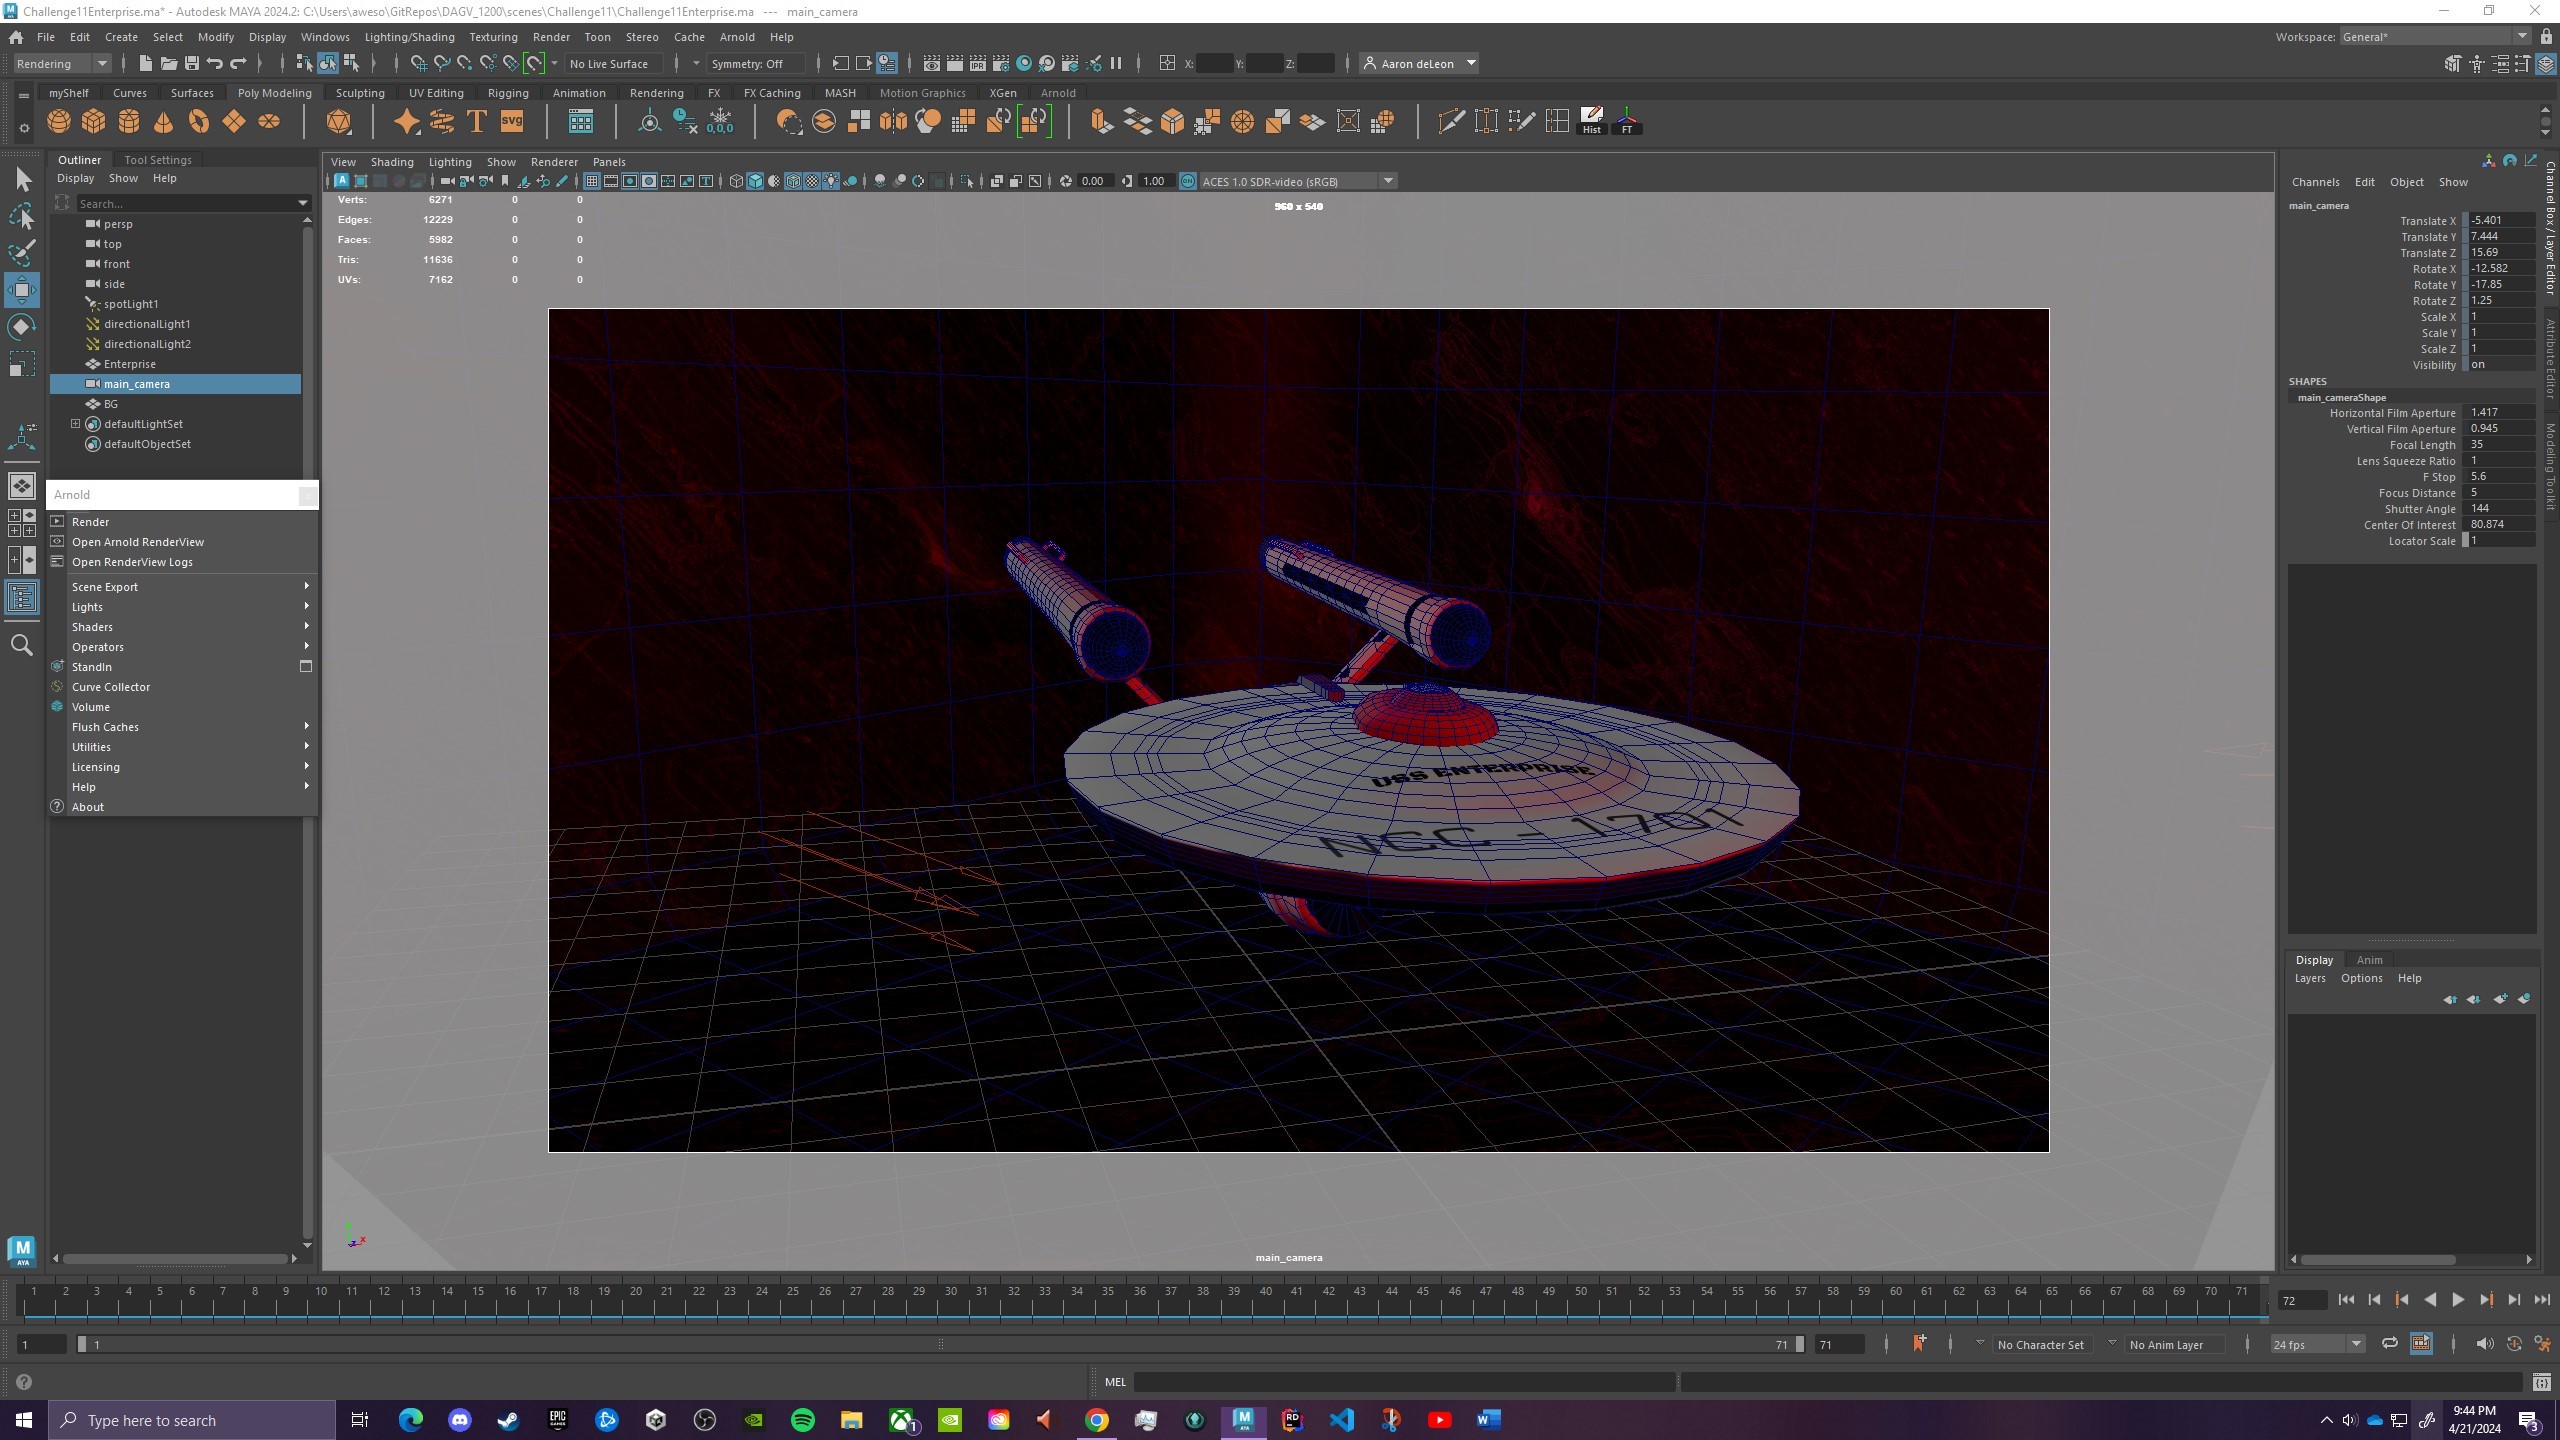 Challenge11Enterprise.ma* - Autodesk MAYA 2024.2: C:\Users\aweso\GitRepos\DAGV_1200\scenes\Challenge11\Challenge11Enterprise.ma --- main_camera
File Edit Create Select Modify Display Windows Lighting/Shading Texturing Render Toon Stereo Cache Arnold Help
Workspace: General*
Rendering No Live Surface Symmetry: Off X: Y: Z: Aaron deLeon
myShelf Curves Surfaces Poly Modeling Sculpting UV Editing Rigging Animation Rendering FX FX Caching MASH Motion Graphics XGen Arnold
T svg 0,0,0 Hist FT
Outliner Tool Settings
Display Show Help
Search...
persp
top
front
side
spotLight1
directionalLight1
directionalLight2
Enterprise
main_camera
BG
defaultLightSet
defaultObjectSet
Arnold
Render
Open Arnold RenderView
Open RenderView Logs
Scene Export
Lights
Shaders
Operators
StandIn
Curve Collector
Volume
Flush Caches
Utilities
Licensing
Help
About
View Shading Lighting Show Renderer Panels
0.00 1.00 ACES 1.0 SDR-video (sRGB)
Verts: 6271 0 0
Edges: 12229 0 0
Faces: 5982 0 0
Tris: 11636 0 0
UVs: 7162 0 0
960 x 540
USS ENTERPRISE
NCC - 1701
main_camera
Channels Edit Object Show
main_camera
Translate X -5.401
Translate Y 7.444
Translate Z 15.69
Rotate X -12.582
Rotate Y -17.85
Rotate Z 1.25
Scale X 1
Scale Y 1
Scale Z 1
Visibility on
SHAPES
main_cameraShape
Horizontal Film Aperture 1.417
Vertical Film Aperture 0.945
Focal Length 35
Lens Squeeze Ratio 1
F Stop 5.6
Focus Distance 5
Shutter Angle 144
Center Of Interest 80.874
Locator Scale 1
Channel Box / Layer Editor
Attribute Editor
Modeling Toolkit
Display Anim
Layers Options Help
1 2 3 4 5 6 7 8 9 10 11 12 13 14 15 16 17 18 19 20 21 22 23 24 25 26 27 28 29 30 31 32 33 34 35 36 37 38 39 40 41 42 43 44 45 46 47 48 49 50 51 52 53 54 55 56 57 58 59 60 61 62 63 64 65 66 67 68 69 70 71
72
1 1 71 71 No Character Set No Anim Layer 24 fps
MEL
Type here to search
9:44 PM
4/21/2024